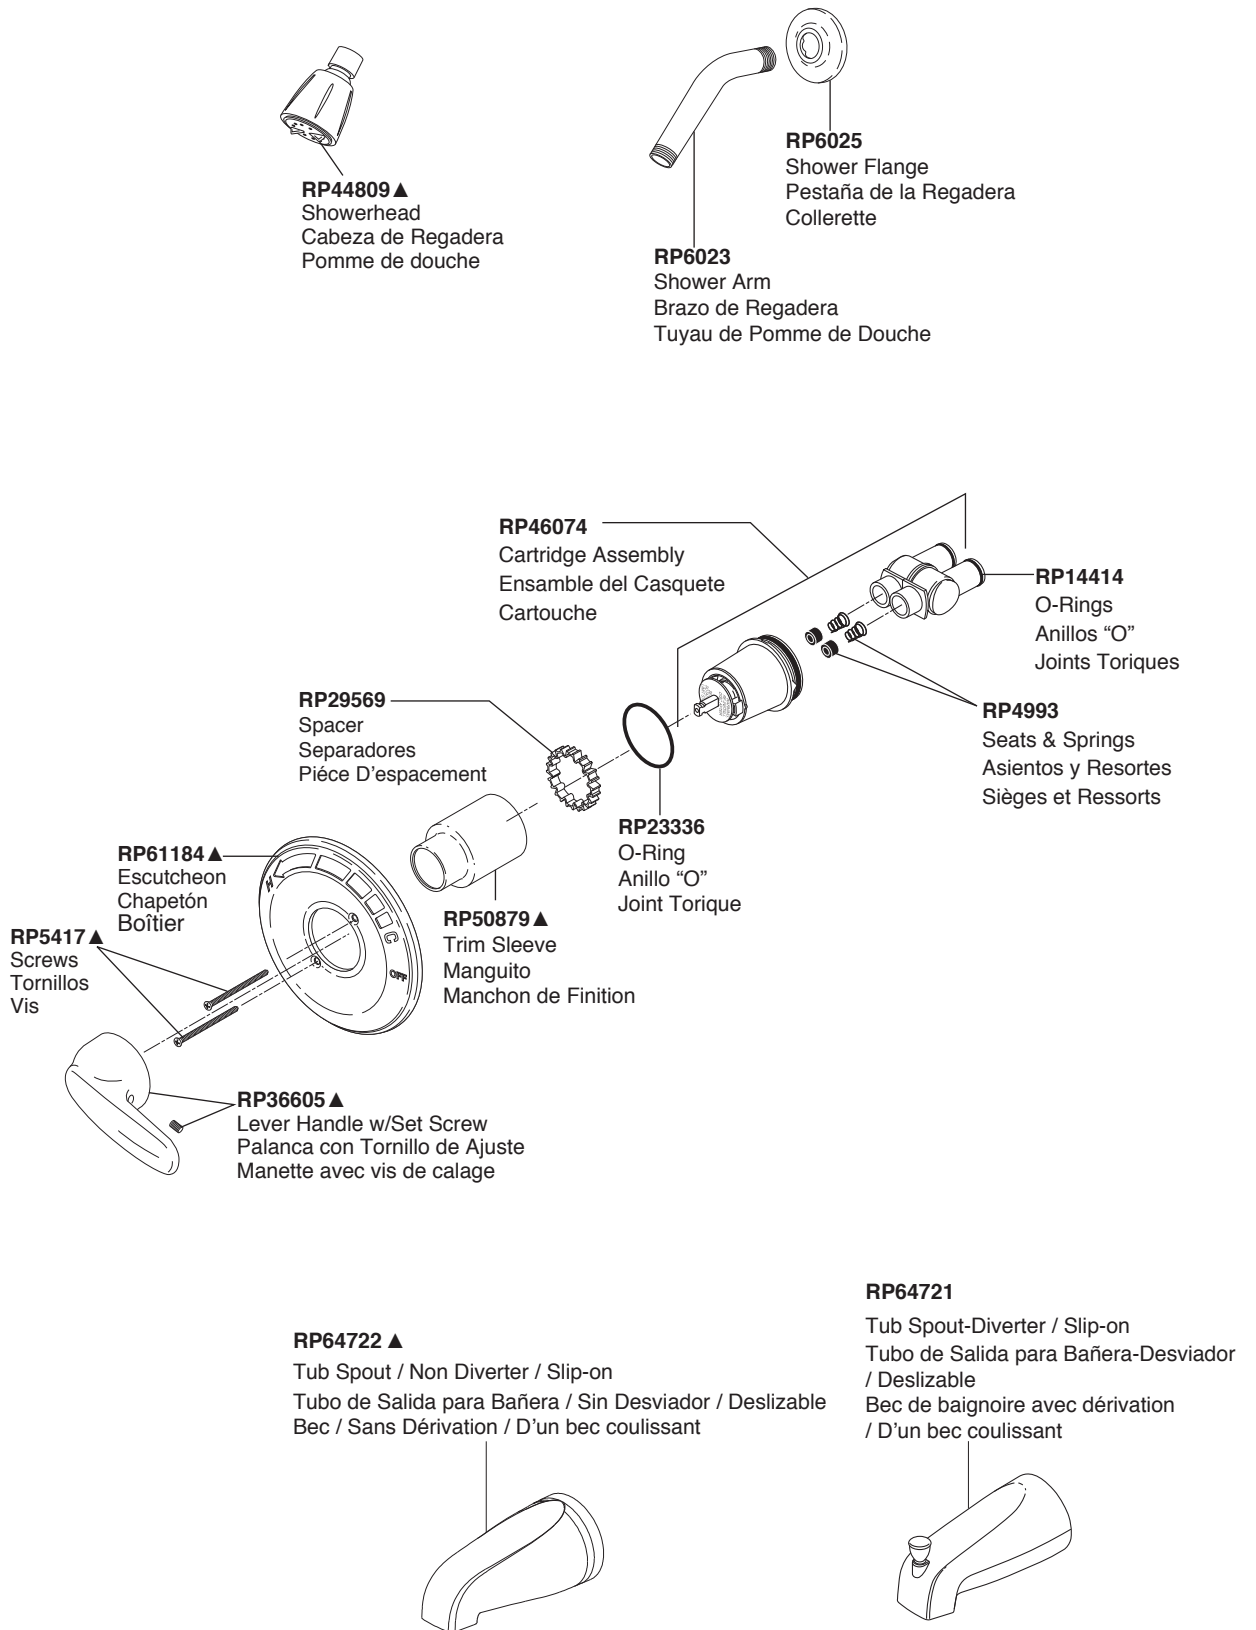 RP6025
Shower Flange
Pestaña de la Regadera
Collerette
RP44809▲
Showerhead
Cabeza de Regadera
Pomme de douche
RP6023
Shower Arm
Brazo de Regadera
Tuyau de Pomme de Douche
RP46074
Cartridge Assembly
Ensamble del Casquete
Cartouche
RP14414
O-Rings
Anillos “O”
Joints Toriques
RP29569
Spacer
Separadores
Piéce D’espacement
RP4993
Seats & Springs
Asientos y Resortes
Sièges et Ressorts
RP23336
O-Ring
Anillo “O”
Joint Torique
RP61184▲
Escutcheon
Chapetón
Boîtier
H
C
OFF
RP50879▲
Trim Sleeve
Manguito
Manchon de Finition
RP5417▲
Screws
Tornillos
Vis
RP36605▲
Lever Handle w/Set Screw
Palanca con Tornillo de Ajuste
Manette avec vis de calage
RP64722 ▲
Tub Spout / Non Diverter / Slip-on
Tubo de Salida para Bañera / Sin Desviador / Deslizable
Bec / Sans Dérivation / D’un bec coulissant
RP64721
Tub Spout-Diverter / Slip-on
Tubo de Salida para Bañera-Desviador
/ Deslizable
Bec de baignoire avec dérivation
/ D’un bec coulissant